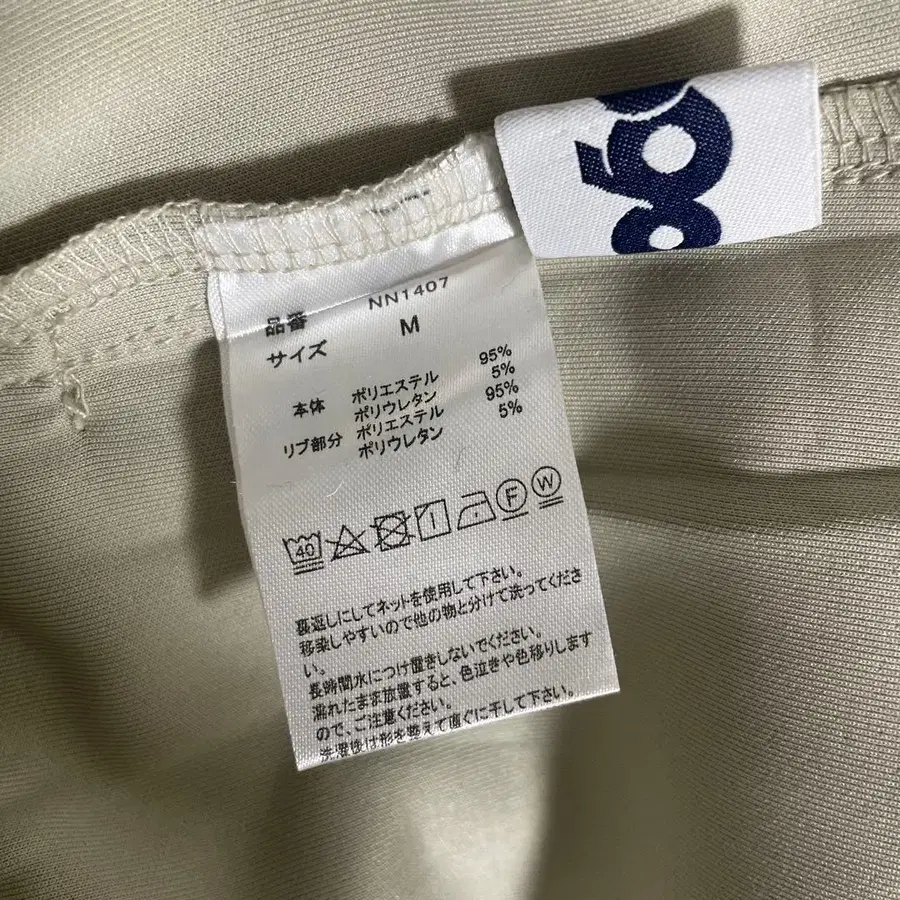 品番 NN1407
サイズ M
本体 ポリエステル 95%
ポリウレタン 5%
リブ部分 ポリエステル 95%
ポリウレタン 5%
40 F W
裏返しにしてネットを使用して下さい。
移染しやすいので他の物と分けて洗ってくださ
い。
長時間水につけ置きしないでください。
濡れたまま放置すると、色泣きや色移りします
ので、ご注意ください。
洗濯後は形を整えて直ぐに干して下さい。